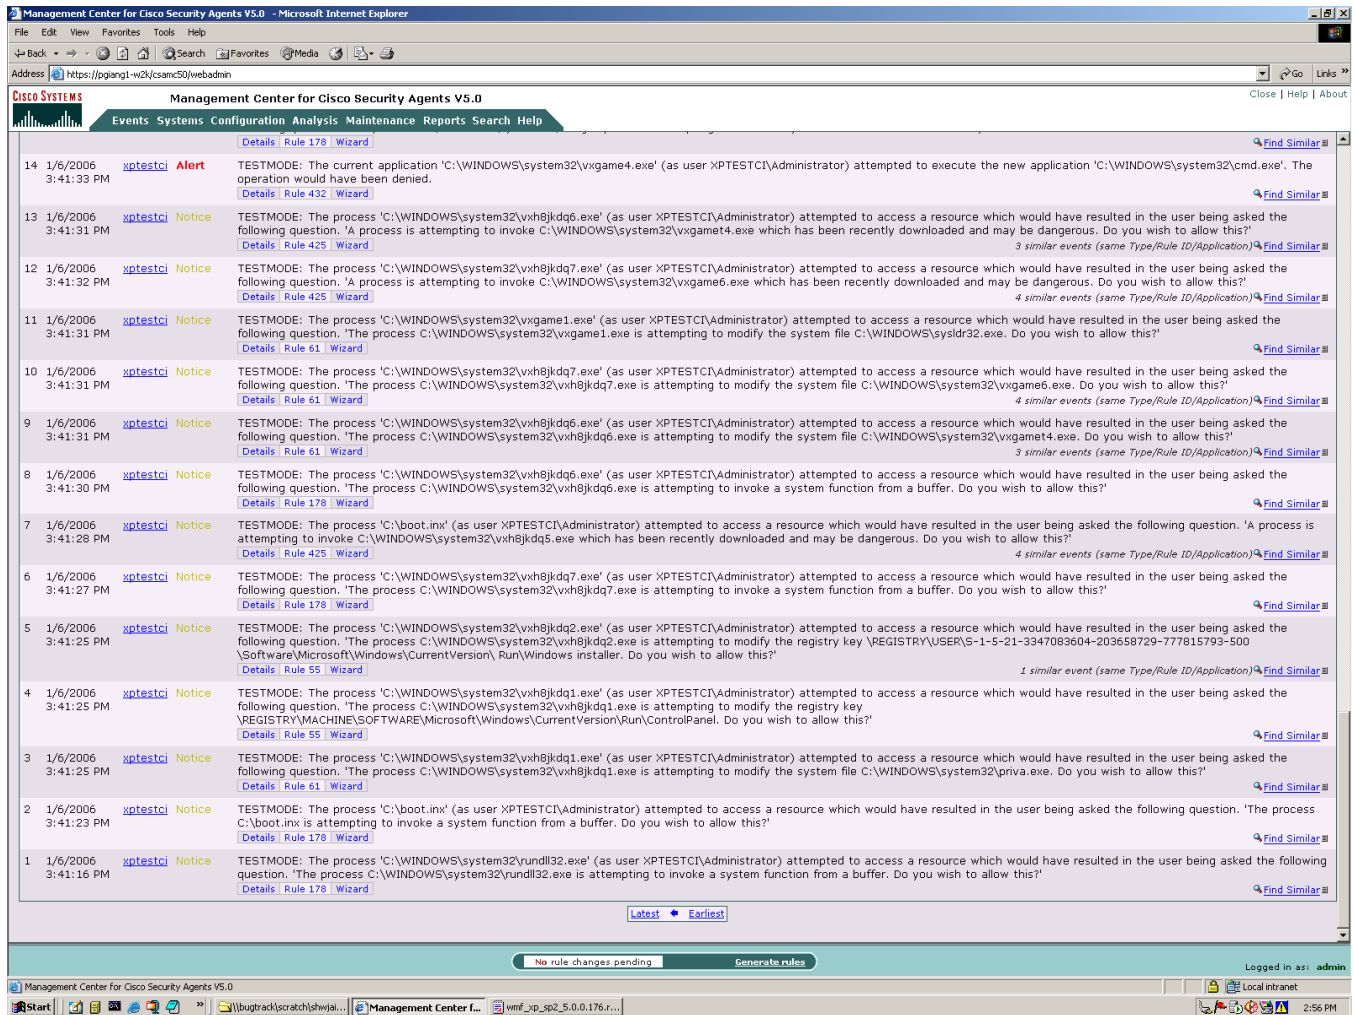 Management Center for Cisco Security Agents V5.0 - Microsoft Internet Explorer
File Edit View Favorites Tools Help
Back Search Favorites Media
Address https://pgiang1-w2k/csamc50/webadmin Go Links »
CISCO SYSTEMS Management Center for Cisco Security Agents V5.0 Close | Help | About
Events Systems Configuration Analysis Maintenance Reports Search Help
Details Rule 178 Wizard Find Similar
14 1/6/2006 xptestci Alert TESTMODE: The current application 'C:\WINDOWS\system32\vxgame4.exe' (as user XPTESTCI\Administrator) attempted to execute the new application 'C:\WINDOWS\system32\cmd.exe'. The
3:41:33 PM operation would have been denied.
Details Rule 432 Wizard Find Similar
13 1/6/2006 xptestci Notice TESTMODE: The process 'C:\WINDOWS\system32\vxh8jkdq6.exe' (as user XPTESTCI\Administrator) attempted to access a resource which would have resulted in the user being asked the
3:41:31 PM following question. 'A process is attempting to invoke C:\WINDOWS\system32\vxgamet4.exe which has been recently downloaded and may be dangerous. Do you wish to allow this?'
Details Rule 425 Wizard 3 similar events (same Type/Rule ID/Application) Find Similar
12 1/6/2006 xptestci Notice TESTMODE: The process 'C:\WINDOWS\system32\vxh8jkdq7.exe' (as user XPTESTCI\Administrator) attempted to access a resource which would have resulted in the user being asked the
3:41:32 PM following question. 'A process is attempting to invoke C:\WINDOWS\system32\vxgame6.exe which has been recently downloaded and may be dangerous. Do you wish to allow this?'
Details Rule 425 Wizard 4 similar events (same Type/Rule ID/Application) Find Similar
11 1/6/2006 xptestci Notice TESTMODE: The process 'C:\WINDOWS\system32\vxgame1.exe' (as user XPTESTCI\Administrator) attempted to access a resource which would have resulted in the user being asked the
3:41:31 PM following question. 'The process C:\WINDOWS\system32\vxgame1.exe is attempting to modify the system file C:\WINDOWS\sysldr32.exe. Do you wish to allow this?'
Details Rule 61 Wizard Find Similar
10 1/6/2006 xptestci Notice TESTMODE: The process 'C:\WINDOWS\system32\vxh8jkdq7.exe' (as user XPTESTCI\Administrator) attempted to access a resource which would have resulted in the user being asked the
3:41:31 PM following question. 'The process C:\WINDOWS\system32\vxh8jkdq7.exe is attempting to modify the system file C:\WINDOWS\system32\vxgame6.exe. Do you wish to allow this?'
Details Rule 61 Wizard 4 similar events (same Type/Rule ID/Application) Find Similar
9 1/6/2006 xptestci Notice TESTMODE: The process 'C:\WINDOWS\system32\vxh8jkdq6.exe' (as user XPTESTCI\Administrator) attempted to access a resource which would have resulted in the user being asked the
3:41:31 PM following question. 'The process C:\WINDOWS\system32\vxh8jkdq6.exe is attempting to modify the system file C:\WINDOWS\system32\vxgamet4.exe. Do you wish to allow this?'
Details Rule 61 Wizard 3 similar events (same Type/Rule ID/Application) Find Similar
8 1/6/2006 xptestci Notice TESTMODE: The process 'C:\WINDOWS\system32\vxh8jkdq6.exe' (as user XPTESTCI\Administrator) attempted to access a resource which would have resulted in the user being asked the
3:41:30 PM following question. 'The process C:\WINDOWS\system32\vxh8jkdq6.exe is attempting to invoke a system function from a buffer. Do you wish to allow this?'
Details Rule 178 Wizard Find Similar
7 1/6/2006 xptestci Notice TESTMODE: The process 'C:\boot.inx' (as user XPTESTCI\Administrator) attempted to access a resource which would have resulted in the user being asked the following question. 'A process is
3:41:28 PM attempting to invoke C:\WINDOWS\system32\vxh8jkdq5.exe which has been recently downloaded and may be dangerous. Do you wish to allow this?'
Details Rule 425 Wizard 4 similar events (same Type/Rule ID/Application) Find Similar
6 1/6/2006 xptestci Notice TESTMODE: The process 'C:\WINDOWS\system32\vxh8jkdq7.exe' (as user XPTESTCI\Administrator) attempted to access a resource which would have resulted in the user being asked the
3:41:27 PM following question. 'The process C:\WINDOWS\system32\vxh8jkdq7.exe is attempting to invoke a system function from a buffer. Do you wish to allow this?'
Details Rule 178 Wizard Find Similar
5 1/6/2006 xptestci Notice TESTMODE: The process 'C:\WINDOWS\system32\vxh8jkdq2.exe' (as user XPTESTCI\Administrator) attempted to access a resource which would have resulted in the user being asked the
3:41:25 PM following question. 'The process C:\WINDOWS\system32\vxh8jkdq2.exe is attempting to modify the registry key \REGISTRY\USER\S-1-5-21-3347083604-203658729-777815793-500
\Software\Microsoft\Windows\CurrentVersion\ Run\Windows installer. Do you wish to allow this?'
Details Rule 55 Wizard 1 similar event (same Type/Rule ID/Application) Find Similar
4 1/6/2006 xptestci Notice TESTMODE: The process 'C:\WINDOWS\system32\vxh8jkdq1.exe' (as user XPTESTCI\Administrator) attempted to access a resource which would have resulted in the user being asked the
3:41:25 PM following question. 'The process C:\WINDOWS\system32\vxh8jkdq1.exe is attempting to modify the registry key
\REGISTRY\MACHINE\SOFTWARE\Microsoft\Windows\CurrentVersion\Run\ControlPanel. Do you wish to allow this?'
Details Rule 55 Wizard Find Similar
3 1/6/2006 xptestci Notice TESTMODE: The process 'C:\WINDOWS\system32\vxh8jkdq1.exe' (as user XPTESTCI\Administrator) attempted to access a resource which would have resulted in the user being asked the
3:41:25 PM following question. 'The process C:\WINDOWS\system32\vxh8jkdq1.exe is attempting to modify the system file C:\WINDOWS\system32\priva.exe. Do you wish to allow this?'
Details Rule 61 Wizard Find Similar
2 1/6/2006 xptestci Notice TESTMODE: The process 'C:\boot.inx' (as user XPTESTCI\Administrator) attempted to access a resource which would have resulted in the user being asked the following question. 'The process
3:41:23 PM C:\boot.inx is attempting to invoke a system function from a buffer. Do you wish to allow this?'
Details Rule 178 Wizard Find Similar
1 1/6/2006 xptestci Notice TESTMODE: The process 'C:\WINDOWS\system32\rundll32.exe' (as user XPTESTCI\Administrator) attempted to access a resource which would have resulted in the user being asked the following
3:41:16 PM question. 'The process C:\WINDOWS\system32\rundll32.exe is attempting to invoke a system function from a buffer. Do you wish to allow this?'
Details Rule 178 Wizard Find Similar
Latest Earliest
No rule changes pending Generate rules
Logged in as: admin
Management Center for Cisco Security Agents V5.0 Local intranet
Start » \\bugtrack\scratch\shwjai... Management Center f... wmf_xp_sp2_5.0.0.176.r... 2:56 PM